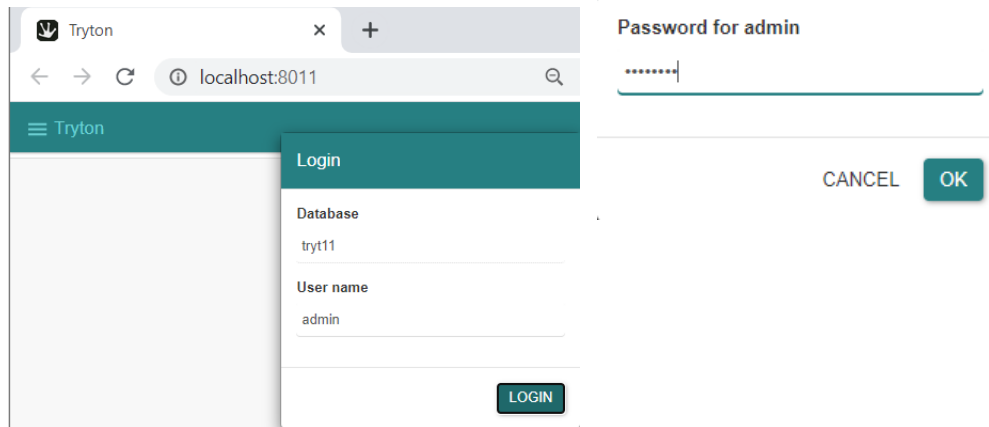 Tryton
localhost:8011
Tryton
Login
Database
tryt11
User name
admin
LOGIN
Password for admin
••••••••
CANCEL
OK